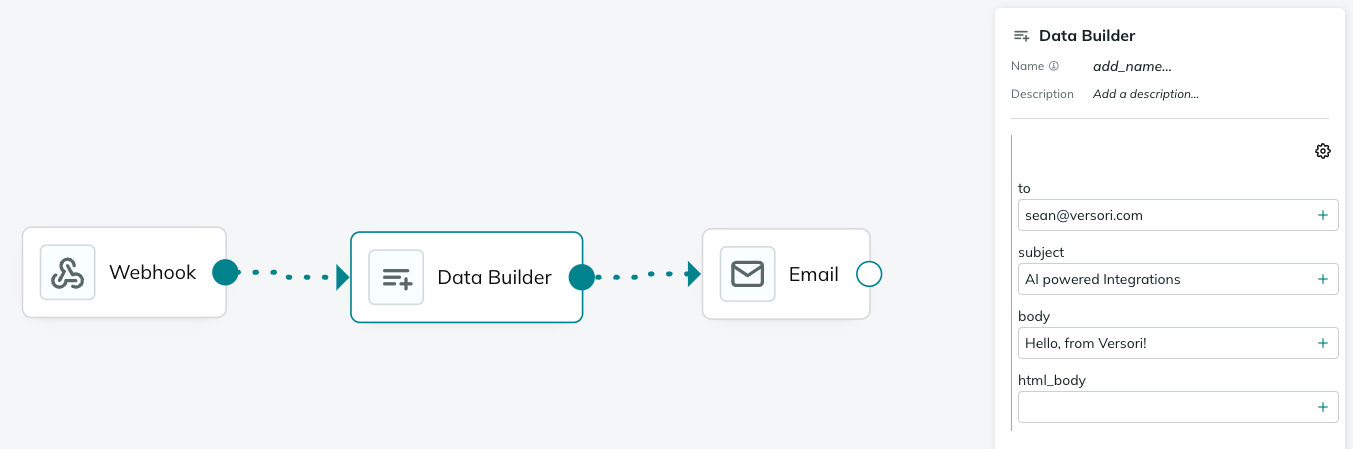 Webhook
Data Builder
Email
Data Builder
Name add_name...
Description Add a description...
to
sean@versori.com
subject
AI powered Integrations
body
Hello, from Versori!
html_body